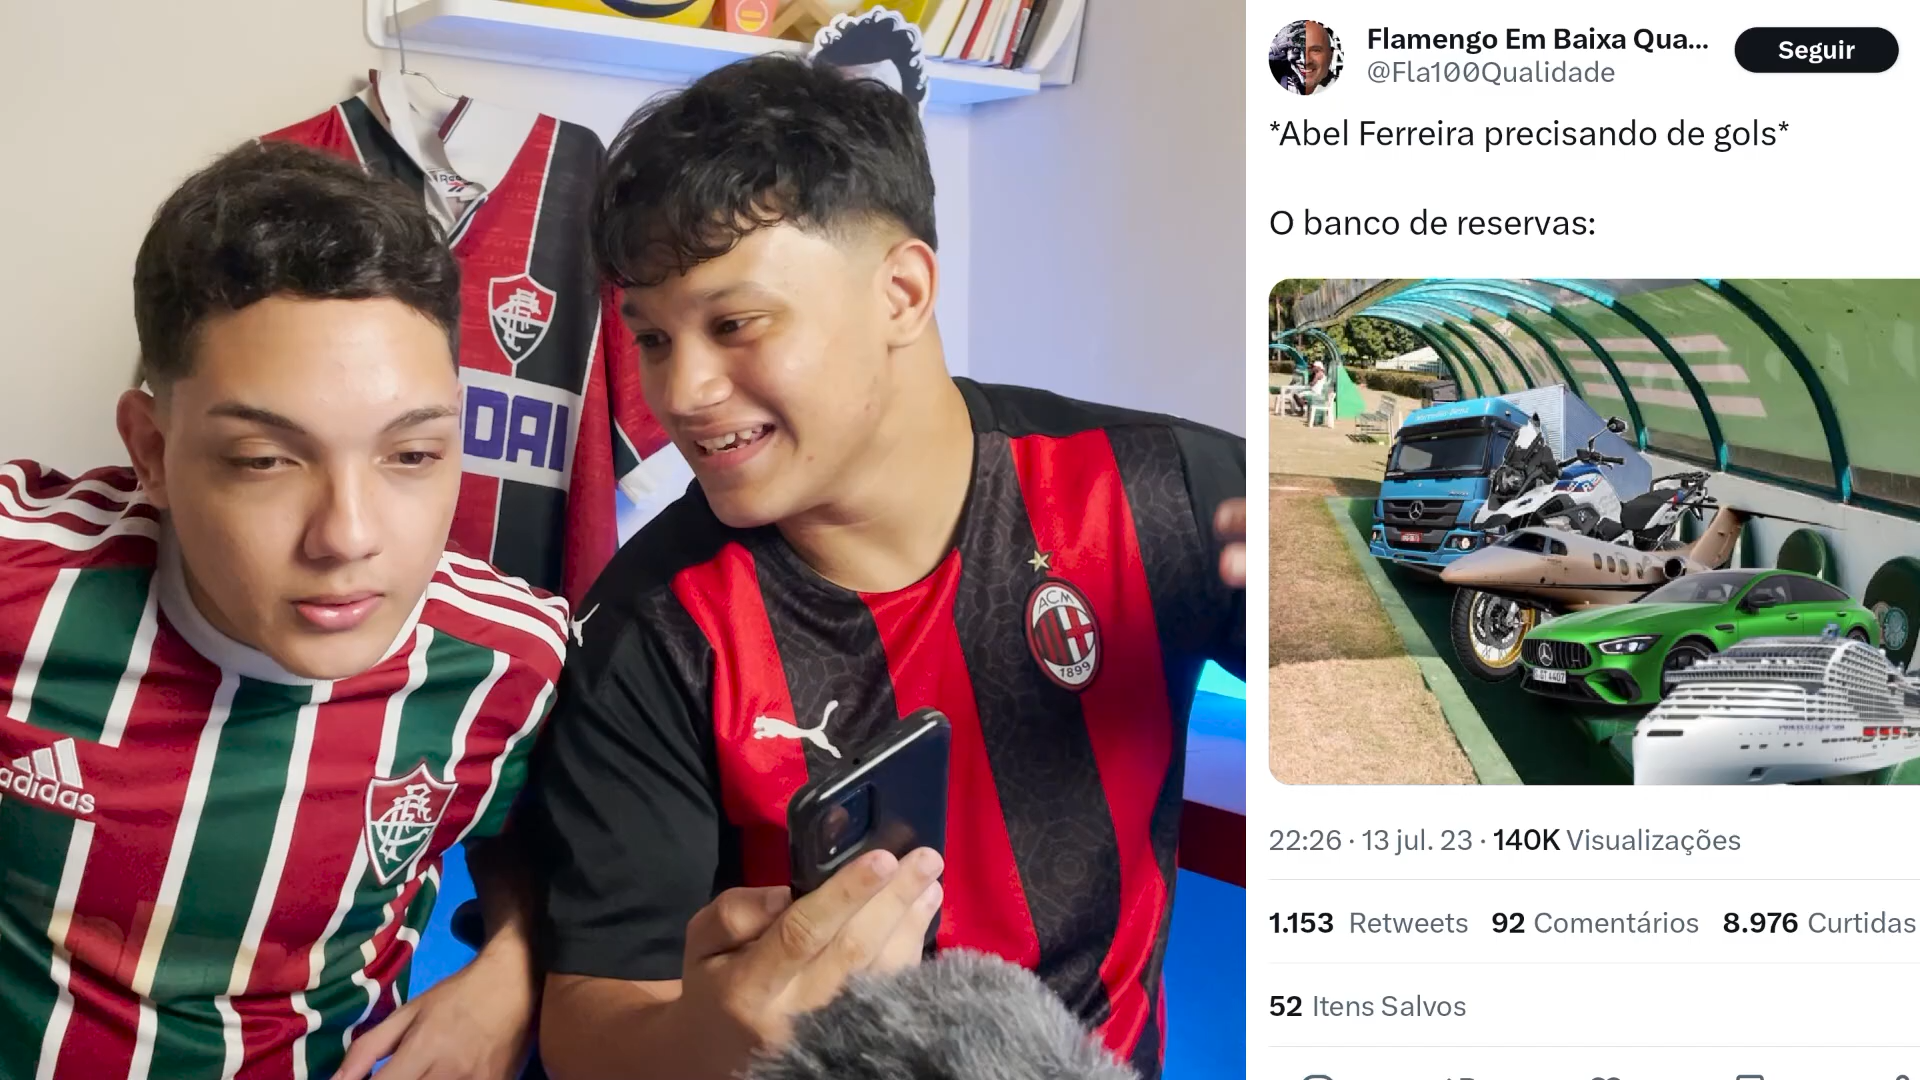 Flamengo Em Baixa Qua...
@Fla100Qualidade
Seguir
*Abel Ferreira precisando de gols*
O banco de reservas:
22:26 · 13 jul. 23 · 140K Visualizações
1.153 Retweets 92 Comentários 8.976 Curtidas
52 Itens Salvos
DAI
adidas
ACM
1899